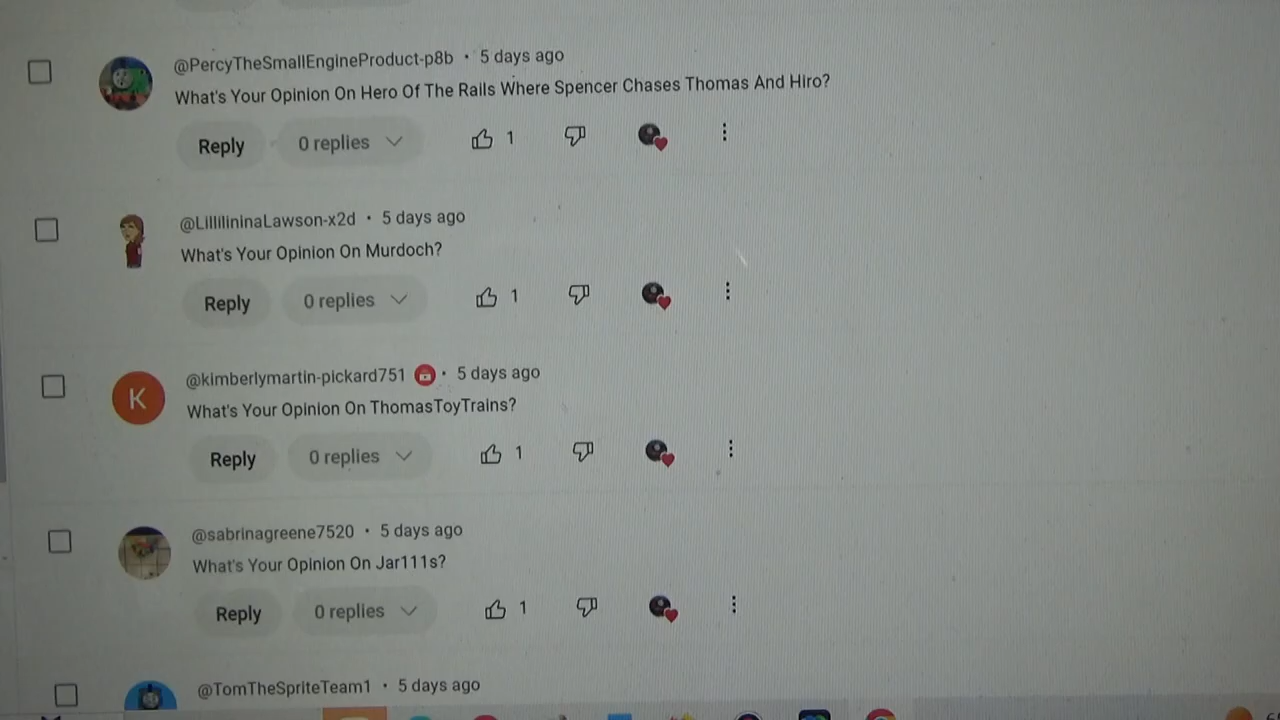 @PercyTheSmallEngineProduct-p8b • 5 days ago
What's Your Opinion On Hero Of The Rails Where Spencer Chases Thomas And Hiro?
Reply 0 replies 1
@LillilininaLawson-x2d • 5 days ago
What's Your Opinion On Murdoch?
Reply 0 replies 1
K
@kimberlymartin-pickard751 • 5 days ago
What's Your Opinion On ThomasToyTrains?
Reply 0 replies 1
@sabrinagreene7520 • 5 days ago
What's Your Opinion On Jar111s?
Reply 0 replies 1
@TomTheSpriteTeam1 • 5 days ago